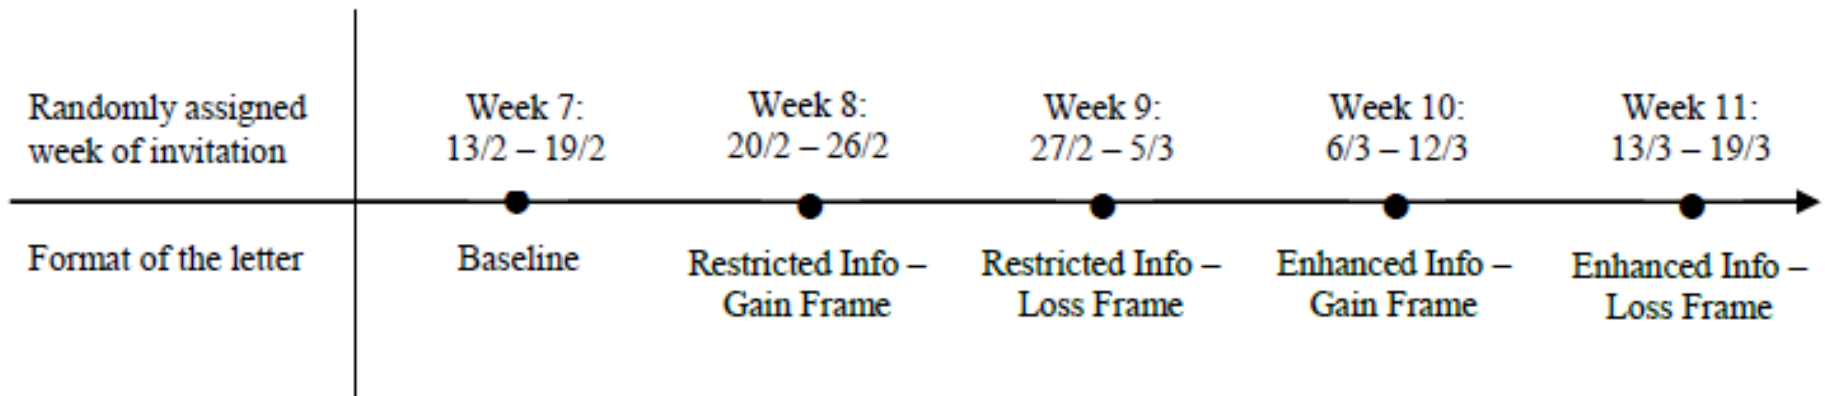 Randomly assigned
week of invitation
Week 7:
13/2 – 19/2
Week 8:
20/2 – 26/2
Week 9:
27/2 – 5/3
Week 10:
6/3 – 12/3
Week 11:
13/3 – 19/3
Format of the letter
Baseline
Restricted Info –
Gain Frame
Restricted Info –
Loss Frame
Enhanced Info –
Gain Frame
Enhanced Info –
Loss Frame